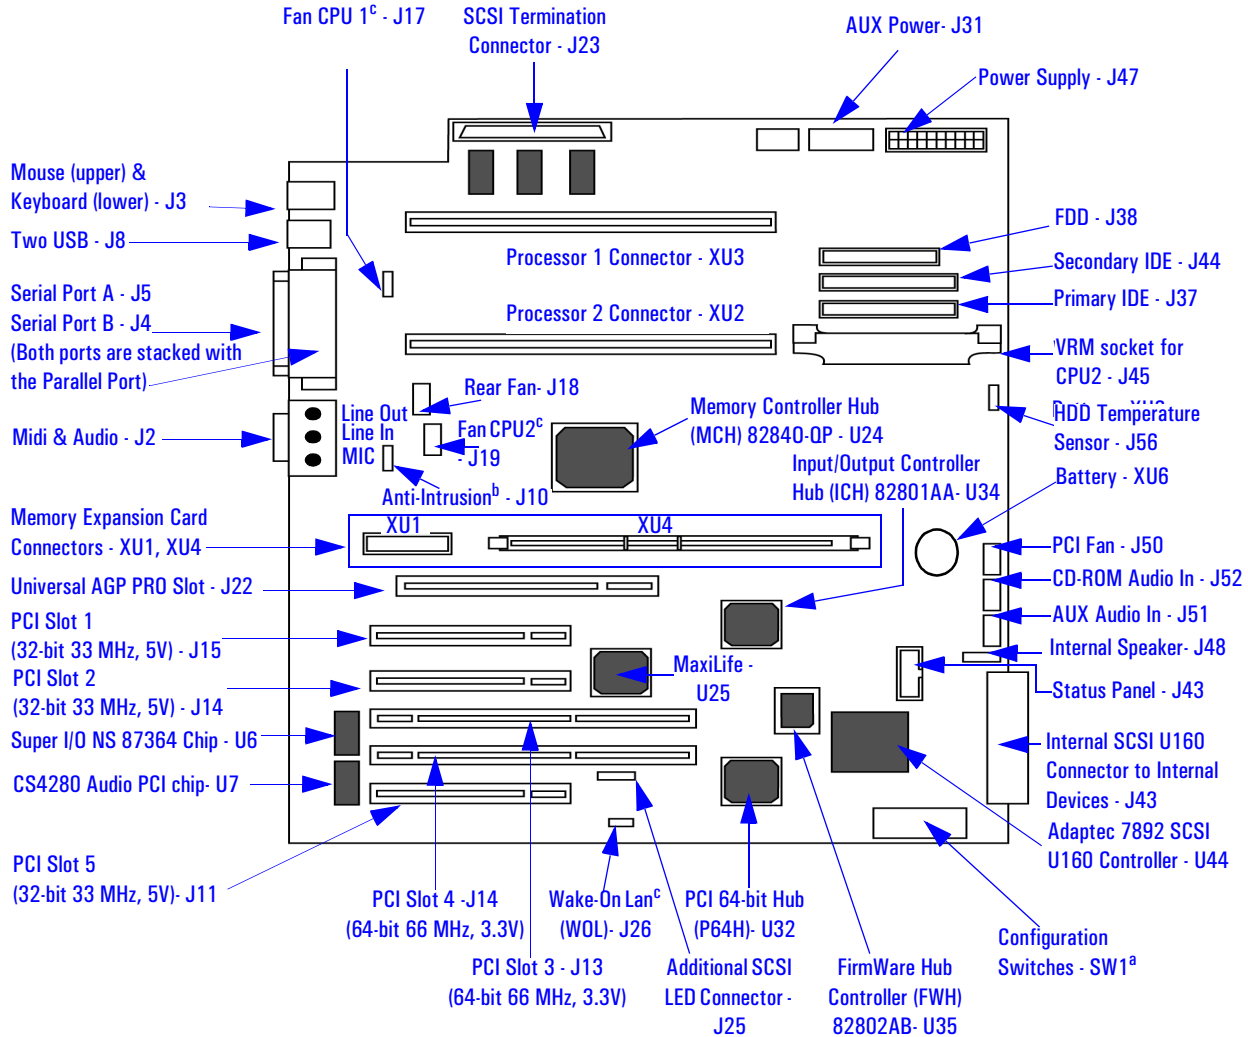 Fan CPU 1c - J17
SCSI Termination
Connector - J23
AUX Power- J31
Power Supply - J47
Mouse (upper) &
Keyboard (lower) - J3
Two USB - J8
Serial Port A - J5
Serial Port B - J4
(Both ports are stacked with
the Parallel Port)
Midi & Audio - J2
Line Out
Line In
MIC
Processor 1 Connector - XU3
Processor 2 Connector - XU2
FDD - J38
Secondary IDE - J44
Primary IDE - J37
VRM socket for
CPU2 - J45
HDD Temperature
Sensor - J56
Battery - XU6
Rear Fan- J18
Fan CPU2c
- J19
Anti-Intrusionb - J10
Memory Controller Hub
(MCH) 82840-QP - U24
Input/Output Controller
Hub (ICH) 82801AA- U34
Memory Expansion Card
Connectors - XU1, XU4
XU1
XU4
Universal AGP PRO Slot - J22
PCI Slot 1
(32-bit 33 MHz, 5V) - J15
PCI Slot 2
(32-bit 33 MHz, 5V) - J14
Super I/O NS 87364 Chip - U6
CS4280 Audio PCI chip- U7
PCI Slot 5
(32-bit 33 MHz, 5V)- J11
MaxiLife -
U25
PCI Fan - J50
CD-ROM Audio In - J52
AUX Audio In - J51
Internal Speaker- J48
Status Panel - J43
Internal SCSI U160
Connector to Internal
Devices - J43
Adaptec 7892 SCSI
U160 Controller - U44
PCI Slot 4 -J14
(64-bit 66 MHz, 3.3V)
PCI Slot 3 - J13
(64-bit 66 MHz, 3.3V)
Wake-On Lanc
(WOL)- J26
PCI 64-bit Hub
(P64H)- U32
Additional SCSI
LED Connector -
J25
FirmWare Hub
Controller (FWH)
82802AB- U35
Configuration
Switches - SW1a